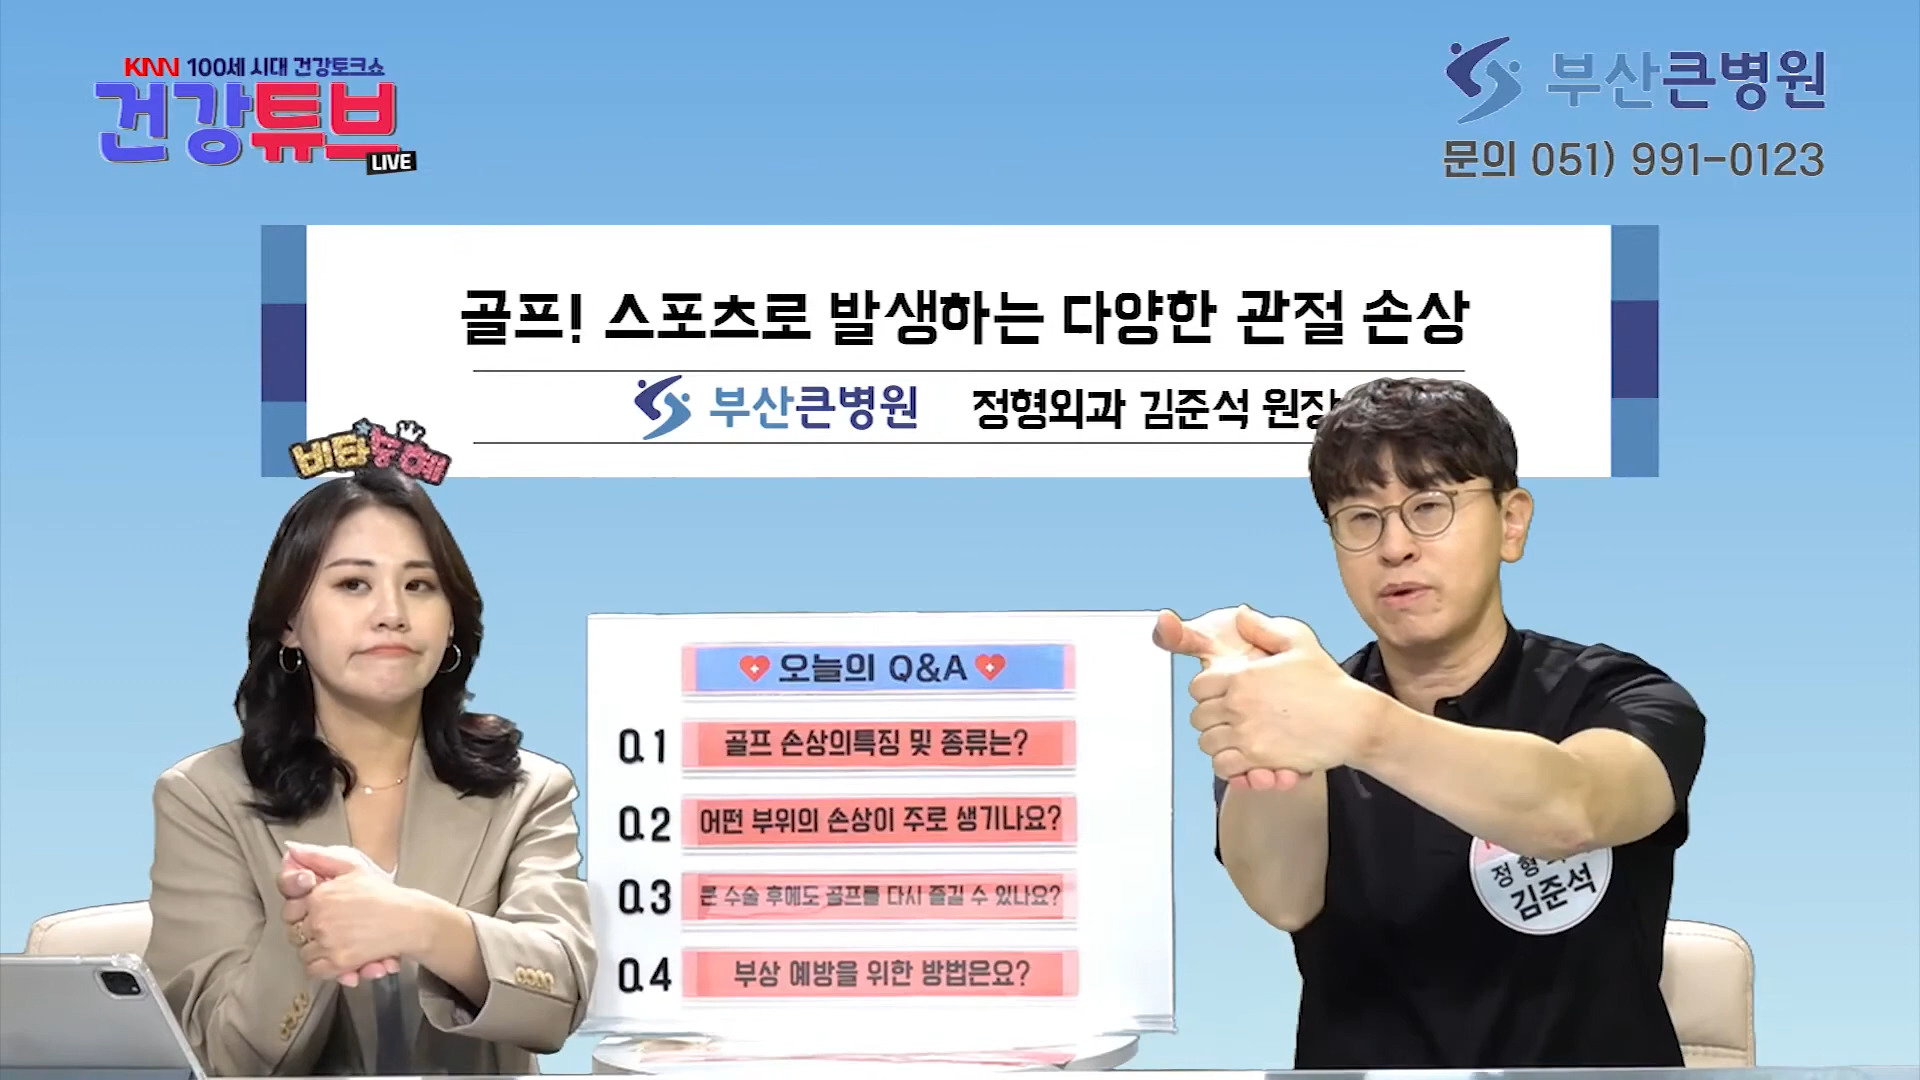 KNN 100세 시대 건강토크쇼
건강튜브
LIVE
부산큰병원
문의 051) 991-0123
골프! 스포츠로 발생하는 다양한 관절 손상
부산큰병원 정형외과 김준석 원장
오늘의 Q&A
Q.1 골프 손상의특징 및 종류는?
Q.2 어떤 부위의 손상이 주로 생기나요?
Q.3 른 수술 후에도 골프를 다시 즐길 수 있나요?
Q.4 부상 예방을 위한 방법은요?
정형
김준석